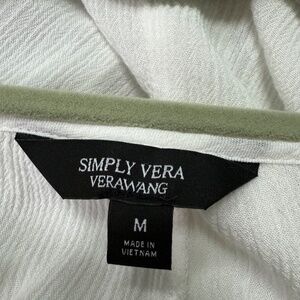 SIMPLY VERA
VERAWANG
M
MADE IN
VIETNAM